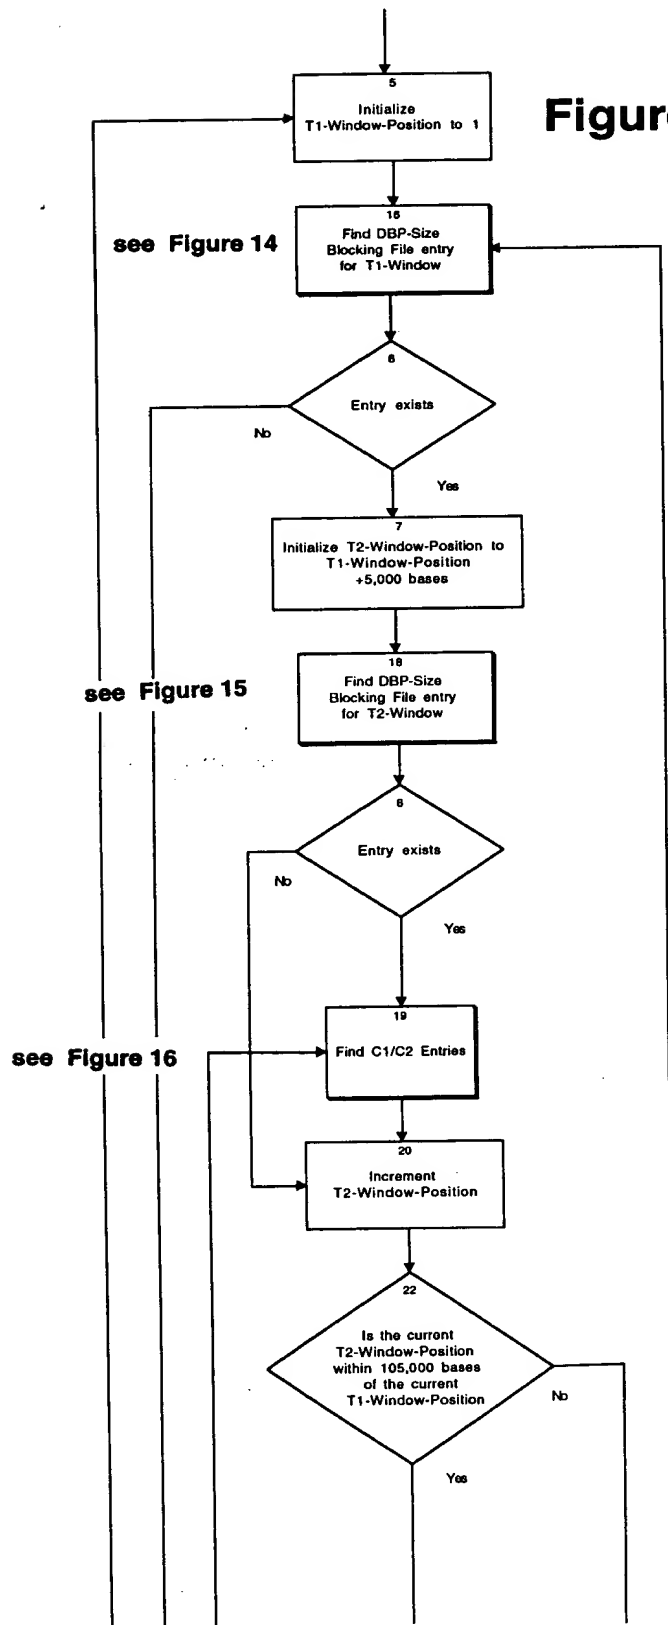 5
Initialize
T1-Window-Position to 1
Figure
see Figure 14
16
Find DBP-Size
Blocking File entry
for T1-Window
6
Entry exists
No
Yes
7
Initialize T2-Window-Position to
T1-Window-Position
+5,000 bases
see Figure 15
18
Find DBP-Size
Blocking File entry
for T2-Window
6
Entry exists
No
Yes
see Figure 16
19
Find C1/C2 Entries
20
Increment
T2-Window-Position
22
Is the current
T2-Window-Position
within 105,000 bases
of the current
T1-Window-Position
No
Yes